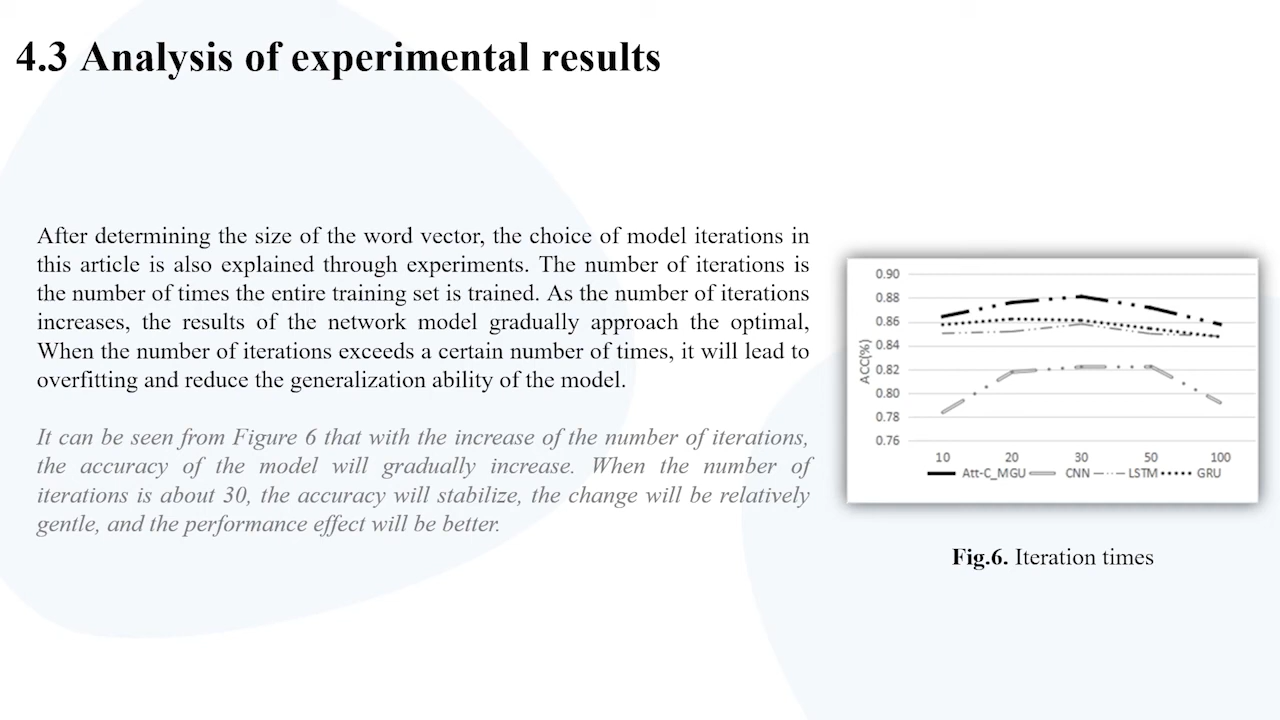 4.3 Analysis of experimental results
After determining the size of the word vector, the choice of model iterations in
this article is also explained through experiments. The number of iterations is
the number of times the entire training set is trained. As the number of iterations
increases, the results of the network model gradually approach the optimal,
When the number of iterations exceeds a certain number of times, it will lead to
overfitting and reduce the generalization ability of the model.
It can be seen from Figure 6 that with the increase of the number of iterations,
the accuracy of the model will gradually increase. When the number of
iterations is about 30, the accuracy will stabilize, the change will be relatively
gentle, and the performance effect will be better.
ACC(%)
0.90
0.88
0.86
0.84
0.82
0.80
0.78
0.76
10 20 30 50 100
Att-C_MGU CNN LSTM GRU
Fig.6. Iteration times